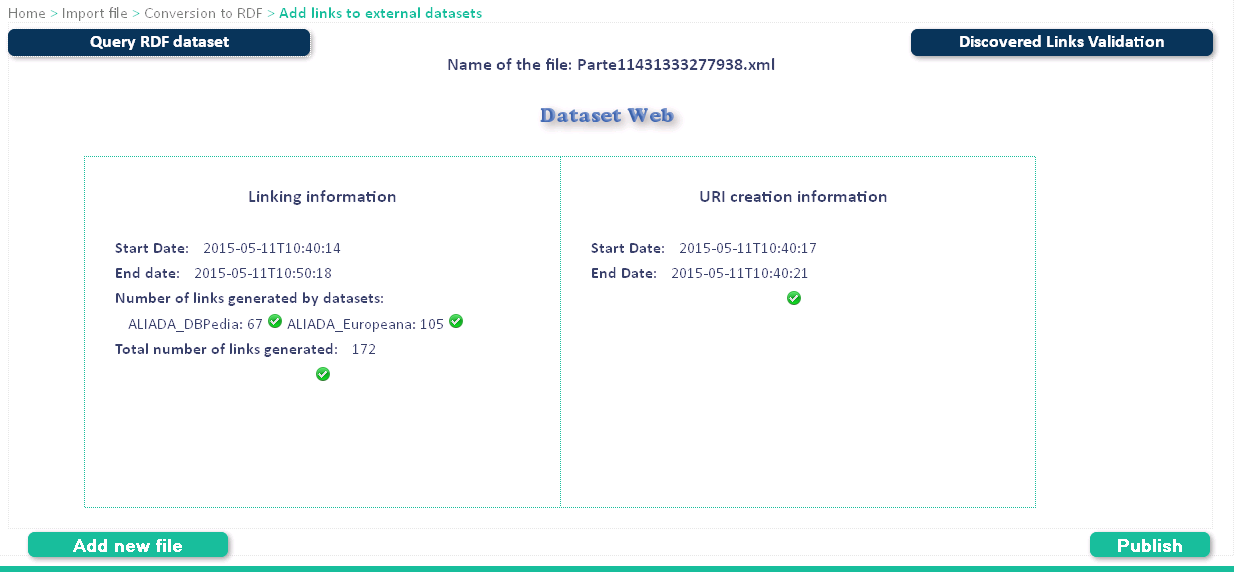 Home > Import file > Conversion to RDF > Add links to external datasets
Query RDF dataset
Discovered Links Validation
Name of the file: Parte11431333277938.xml
Dataset Web
Linking information
Start Date: 2015-05-11T10:40:14
End date: 2015-05-11T10:50:18
Number of links generated by datasets:
ALIADA_DBPedia: 67 ALIADA_Europeana: 105
Total number of links generated: 172
URI creation information
Start Date: 2015-05-11T10:40:17
End Date: 2015-05-11T10:40:21
Add new file
Publish